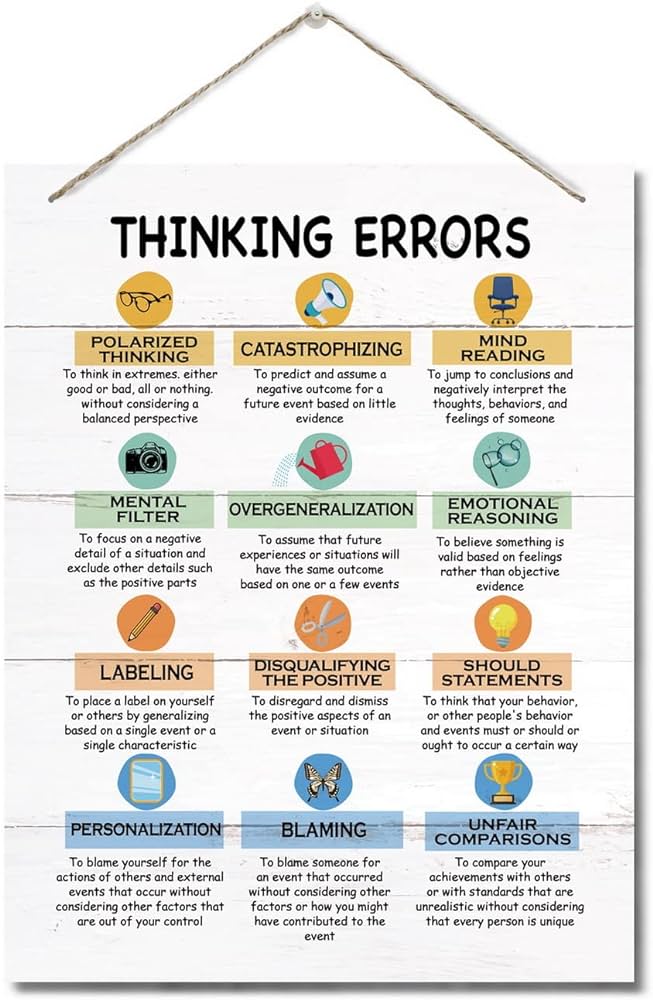 THINKING ERRORS
POLARIZED
THINKING
To think in extremes. either
good or bad, all or nothing.
without considering a
balanced perspective
CATASTROPHIZING
To predict and assume a
negative outcome for a
future event based on little
evidence
MIND
READING
To jump to conclusions and
negatively interpret the
thoughts, behaviors, and
feelings of someone
MENTAL
FILTER
To focus on a negative
detail of a situation and
exclude other details such
as the positive parts
OVERGENERALIZATION
To assume that future
experiences or situations will
have the same outcome
based on one or a few events
EMOTIONAL
REASONING
To believe something is
valid based on feelings
rather than objective
evidence
LABELING
To place a label on yourself
or others by generalizing
based on a single event or a
single characteristic
DISQUALIFYING
THE POSITIVE
To disregard and dismiss
the positive aspects of an
event or situation
SHOULD
STATEMENTS
To think that your behavior,
or other people's behavior
and events must or should or
ought to occur a certain way
PERSONALIZATION
To blame yourself for the
actions of others and external
events that occur without
considering other factors that
are out of your control
BLAMING
To blame someone for
an event that occurred
without considering other
factors or how you might
have contributed to the
event
UNFAIR
COMPARISONS
To compare your
achievements with others
or with standards that are
unrealistic without considering
that every person is unique